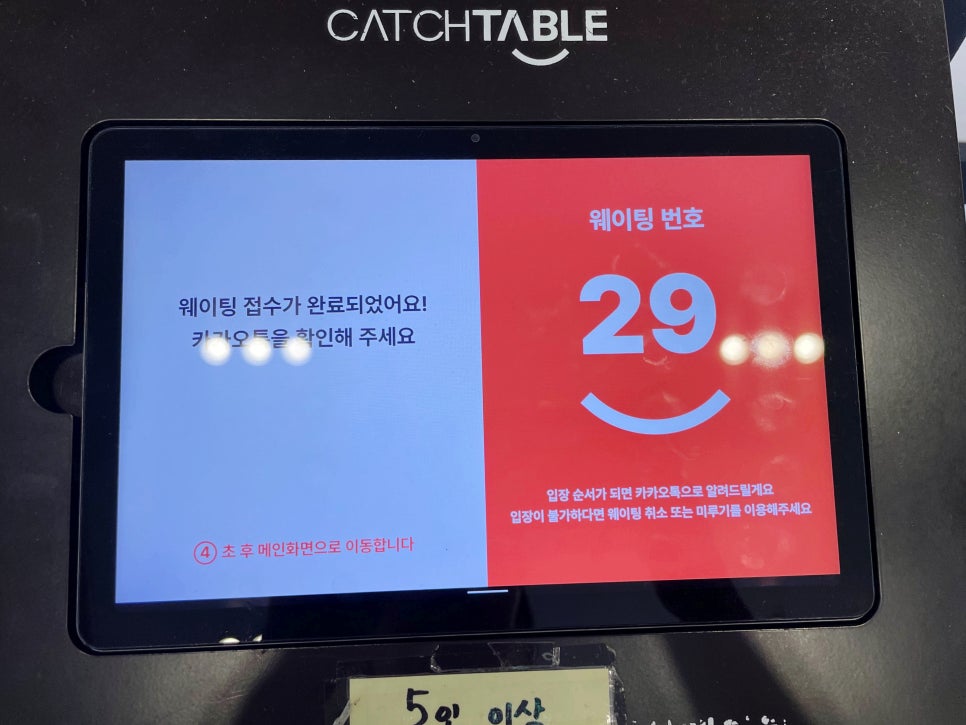 CATCHTABLE
웨이팅 접수가 완료되었어요!
카카오톡을 확인해 주세요
④ 초 후 메인화면으로 이동합니다
웨이팅 번호
29
입장 순서가 되면 카카오톡으로 알려드릴게요
입장이 불가하다면 웨이팅 취소 또는 미루기를 이용해주세요
5인 이상